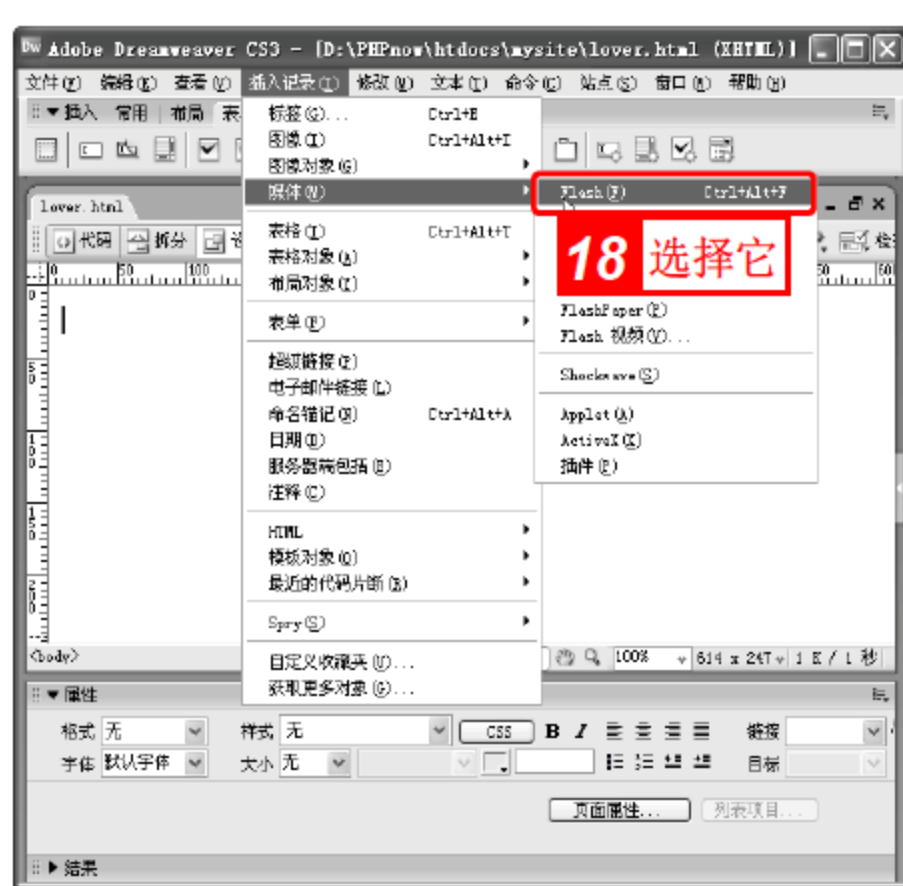 Dw Adobe Dreamweaver CS3 - [D:\PHPnow\htdocs\mysite\lover.html (XHTML)]
文件(F) 编辑(E) 查看(V) 插入记录(I) 修改(M) 文本(T) 命令(C) 站点(S) 窗口(W) 帮助(H)
▼插入 常用 布局 表
lover.html
代码 拆分
标签(G)... Ctrl+E
图像(I) Ctrl+Alt+I
图像对象(G)
媒体(M)
表格(T) Ctrl+Alt+T
表格对象(A)
布局对象(Y)
表单(F)
超级链接(P)
电子邮件链接(L)
命名锚记(N) Ctrl+Alt+A
日期(D)
服务器端包括(E)
注释(C)
HTML
模板对象(O)
最近的代码片断(R)
Spry(S)
自定义收藏夹(U)...
获取更多对象(G)...
Flash(F) Ctrl+Alt+F
18 选择它
FlashPaper(P)
Flash 视频(V)...
Shockwave(S)
Applet(A)
ActiveX(X)
插件(P)
0 50 100
<body> 100% 614 x 247 1 K / 1 秒
▼属性
格式 无 样式 无 CSS B I 链接
字体 默认字体 大小 无 目标
页面属性... 列表项目...
▶结果